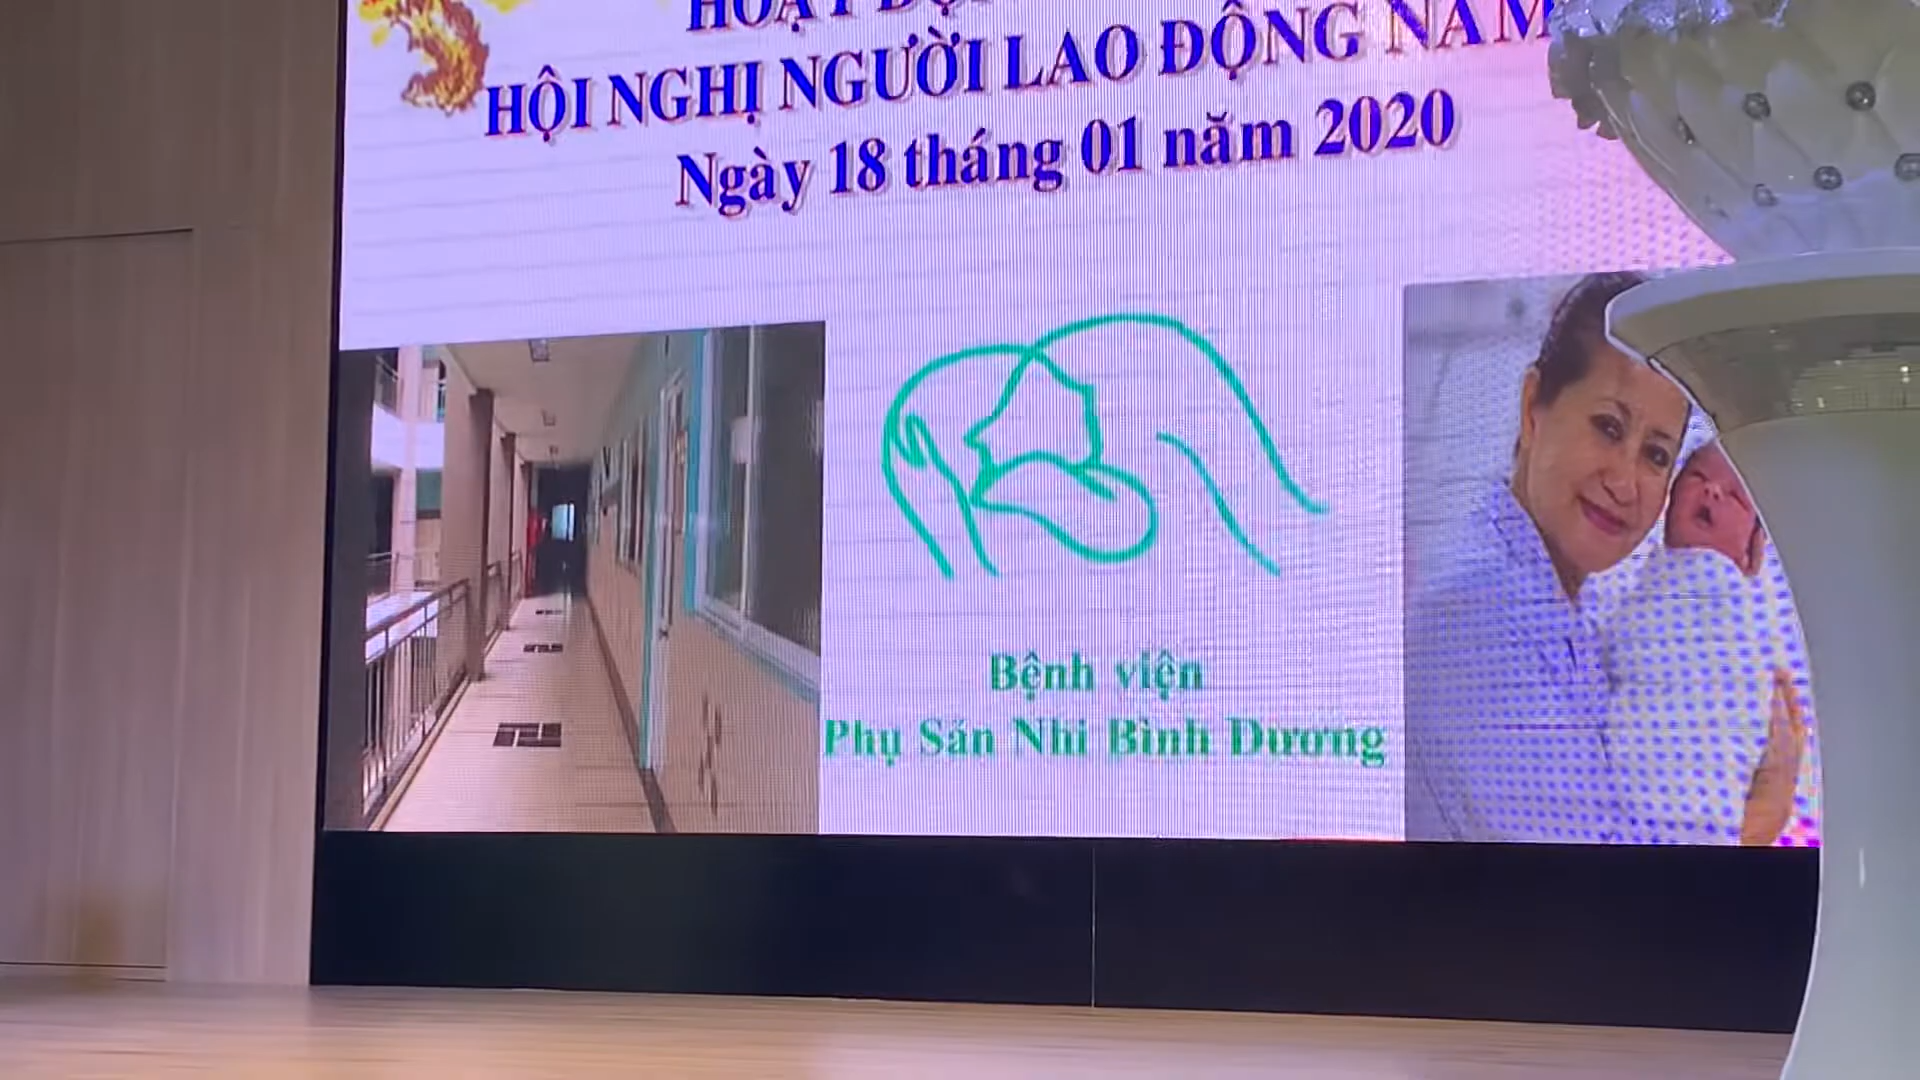 HỘI NGHỊ NGƯỜI LAO ĐỘNG NĂM
Ngày 18 tháng 01 năm 2020
Bệnh viện
Phụ Sản Nhi Bình Dương